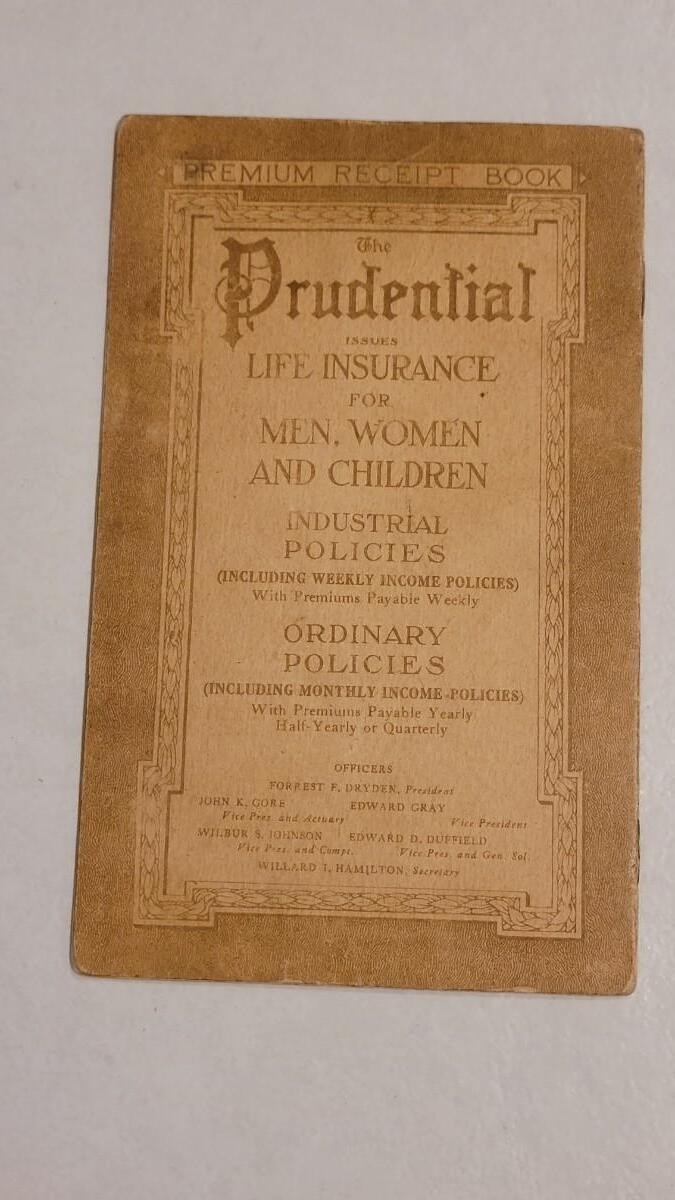 PREMIUM RECEIPT BOOK
The
Prudential
ISSUES
LIFE INSURANCE
FOR
MEN, WOMEN
AND CHILDREN
INDUSTRIAL
POLICIES
(INCLUDING WEEKLY INCOME POLICIES)
With Premiums Payable Weekly
ORDINARY
POLICIES
(INCLUDING MONTHLY INCOME POLICIES)
With Premiums Payable Yearly
Half-Yearly or Quarterly
OFFICERS
FORREST F. DRYDEN, President
JOHN K. GORE EDWARD GRAY
Vice Pres. and Actuary Vice President
WILBUR S. JOHNSON EDWARD D. DUFFIELD
Vice Pres. and Compt. Vice Pres. and Gen. Sol.
WILLARD I. HAMILTON, Secretary